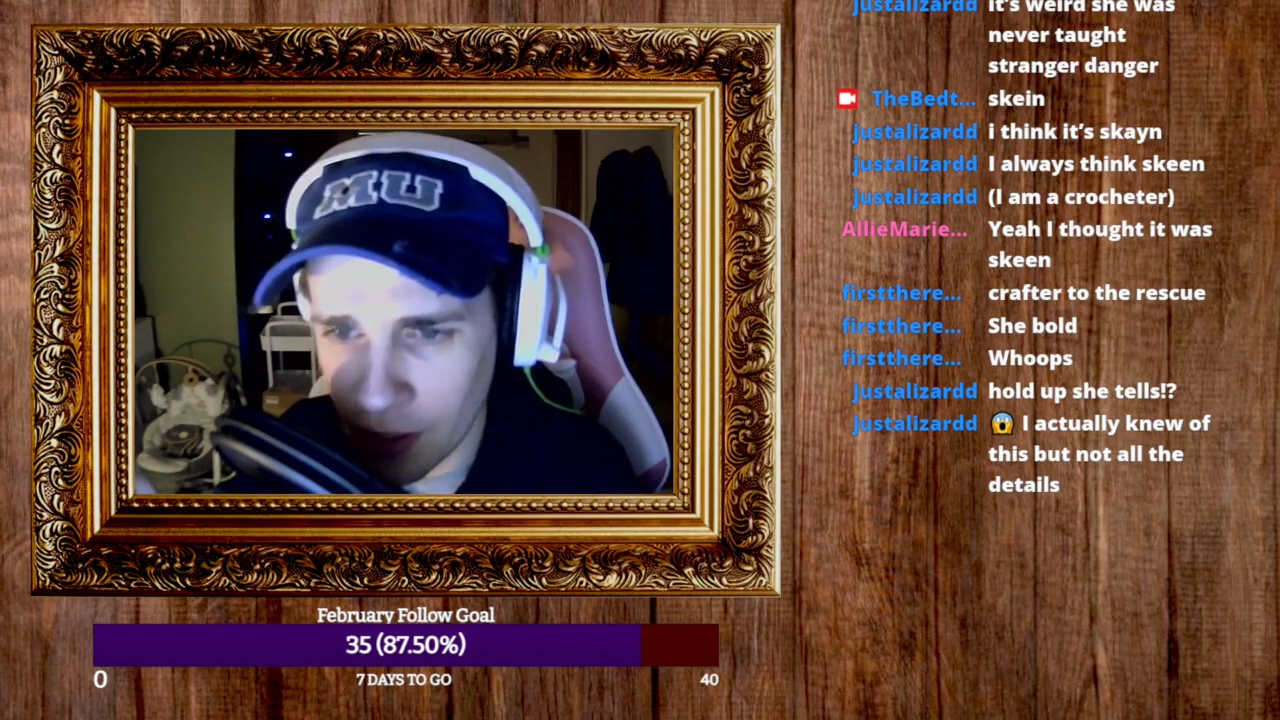 justalizardd it's weird she was
never taught
stranger danger
TheBedt... skein
justalizardd i think it’s skayn
justalizardd I always think skeen
justalizardd (I am a crocheter)
AllieMarie... Yeah I thought it was
skeen
firstthere... crafter to the rescue
firstthere... She bold
firstthere... Whoops
justalizardd hold up she tells!?
justalizardd 😱 I actually knew of
this but not all the
details
MU
February Follow Goal
35 (87.50%)
0 7 DAYS TO GO 40